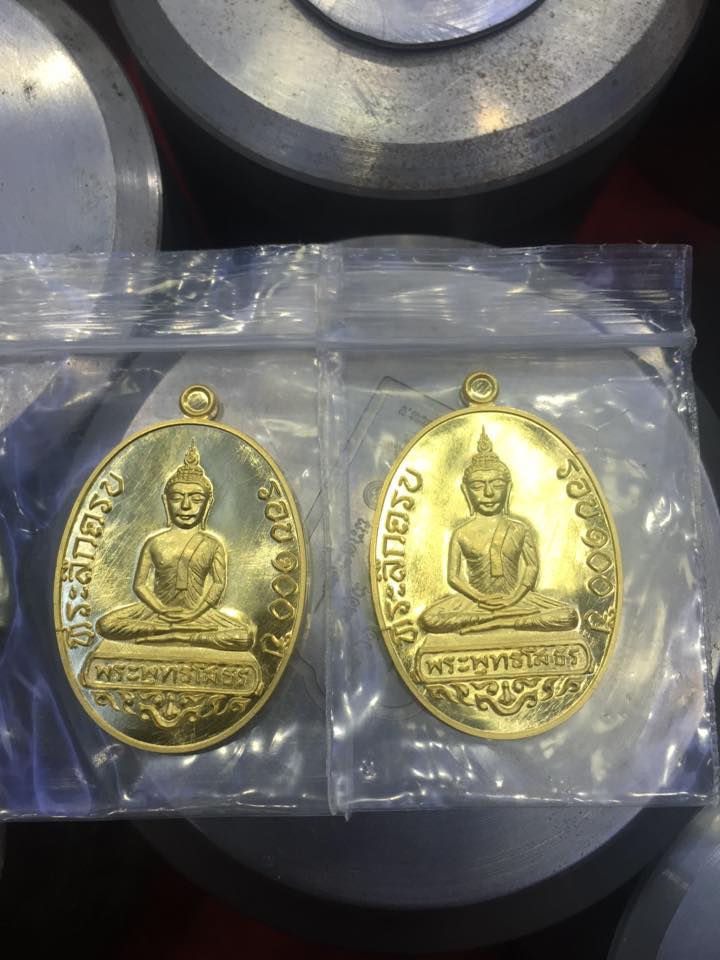 ที่ระลึกครบ
รอบ ๑๐๐ ปี
พระพุทธโสธร
ที่ระลึกครบ
รอบ ๑๐๐ ปี
พระพุทธโสธร